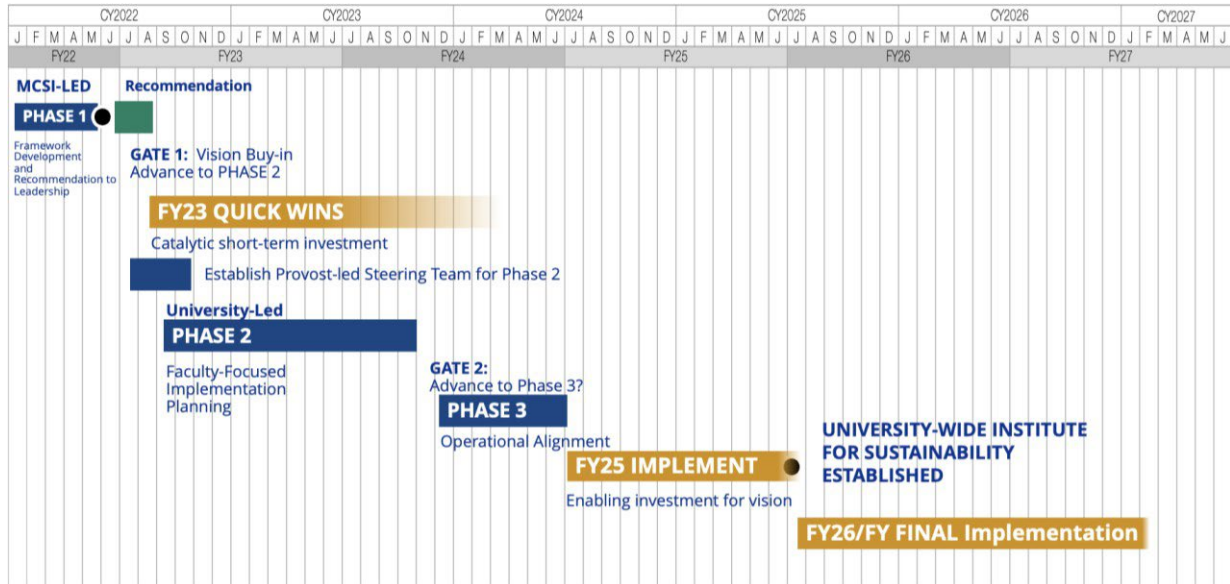 CY2022 CY2023 CY2024 CY2025 CY2026 CY2027
J F M A M J J A S O N D J F M A M J J A S O N D J F M A M J J A S O N D J F M A M J J A S O N D J F M A M J J A S O N D J F M A M J
FY22 FY23 FY24 FY25 FY26 FY27
MCSI-LED
Recommendation
PHASE 1
Framework
Development
and
Recommendation to
Leadership
GATE 1: Vision Buy-in
Advance to PHASE 2
FY23 QUICK WINS
Catalytic short-term investment
Establish Provost-led Steering Team for Phase 2
University-Led
PHASE 2
Faculty-Focused
Implementation
Planning
GATE 2:
Advance to Phase 3?
PHASE 3
Operational Alignment
FY25 IMPLEMENT
Enabling investment for vision
UNIVERSITY-WIDE INSTITUTE
FOR SUSTAINABILITY
ESTABLISHED
FY26/FY FINAL Implementation